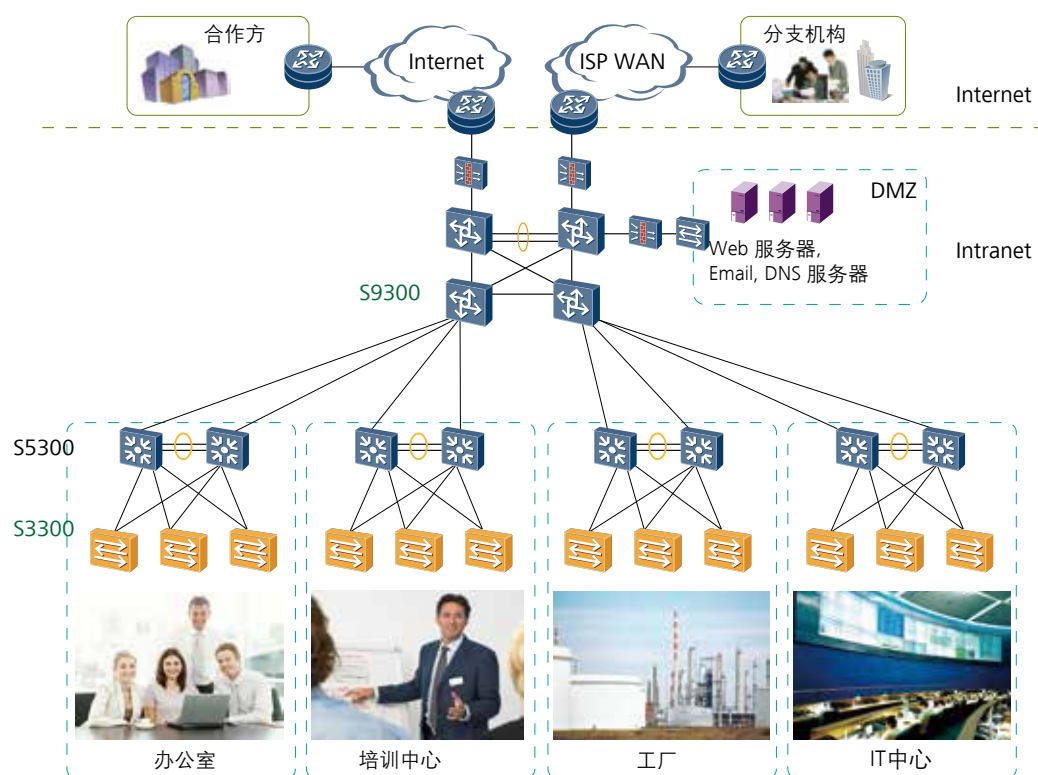 合作方
Internet
ISP WAN
分支机构
Internet
DMZ
Web 服务器,
Email, DNS 服务器
Intranet
S9300
S5300
S3300
办公室
培训中心
工厂
IT中心